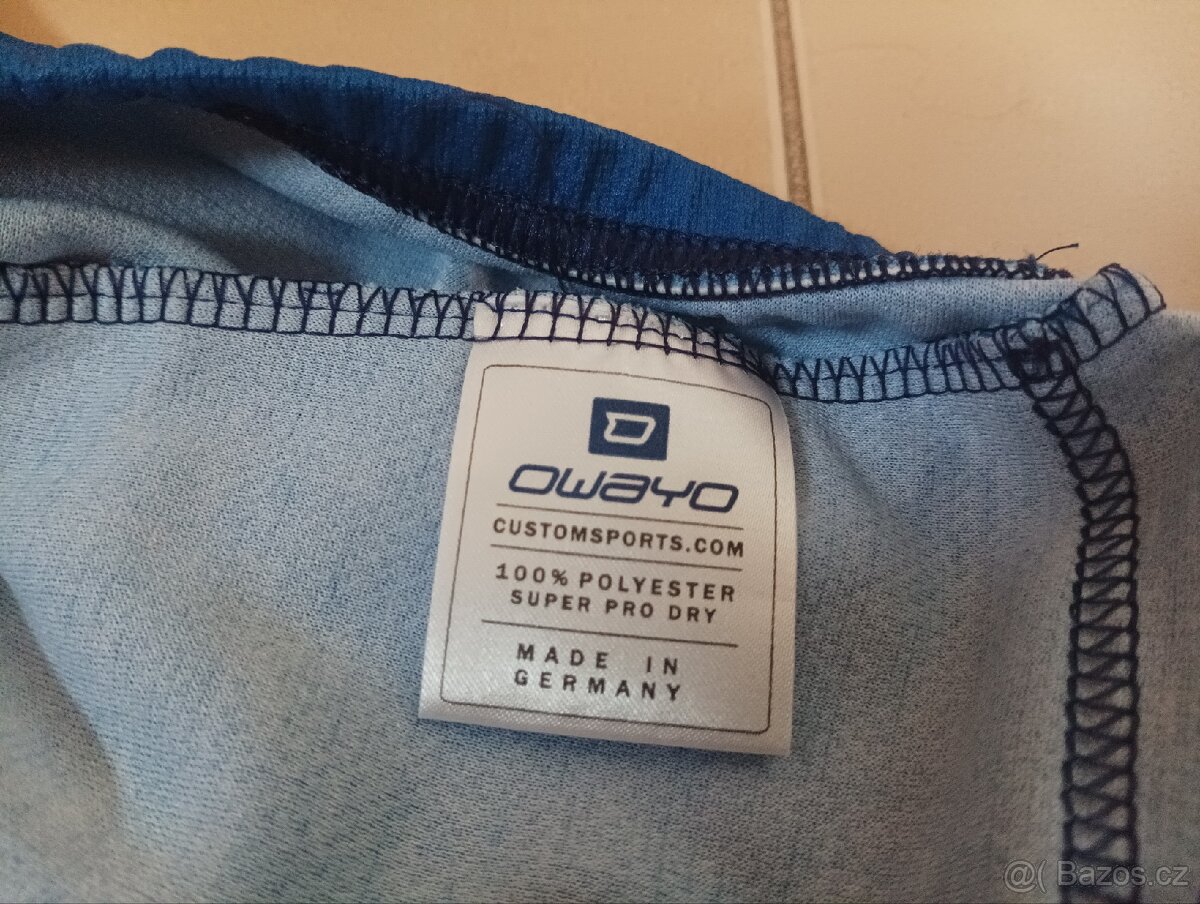 owayo
CUSTOMSPORTS.COM
100% POLYESTER
SUPER PRO DRY
MADE IN
GERMANY
@( Bazos.cz